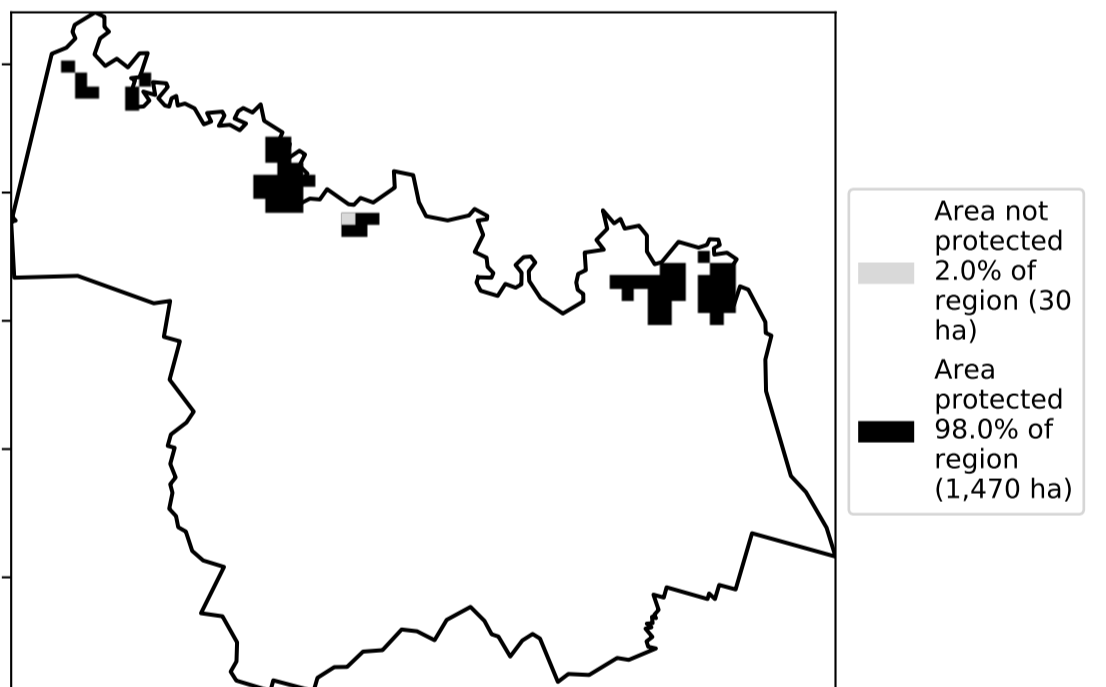 Area not
protected
2.0% of
region (30
ha)
Area
protected
98.0% of
region
(1,470 ha)